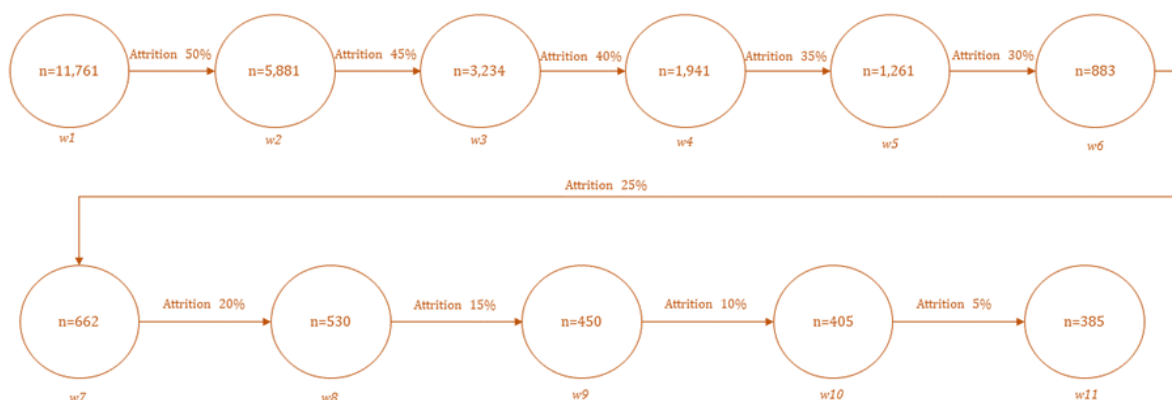 n=11,761
Attrition 50%
n=5,881
Attrition 45%
n=3,234
Attrition 40%
n=1,941
Attrition 35%
n=1,261
Attrition 30%
n=883
w1
w2
w3
w4
w5
w6
Attrition 25%
n=662
Attrition 20%
n=530
Attrition 15%
n=450
Attrition 10%
n=405
Attrition 5%
n=385
w7
w8
w9
w10
w11